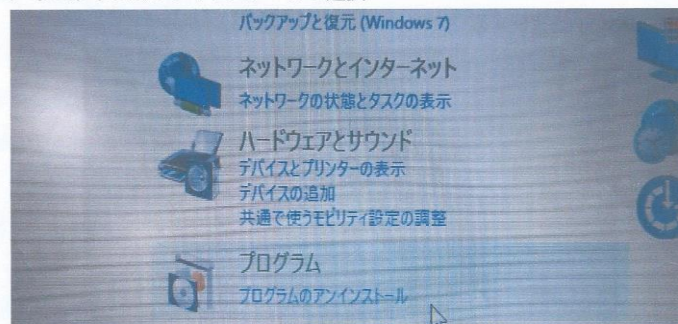 バックアップと復元 (Windows 7)
ネットワークとインターネット
ネットワークの状態とタスクの表示
ハードウェアとサウンド
デバイスとプリンターの表示
デバイスの追加
共通で使うモビリティ設定の調整
プログラム
プログラムのアンインストール